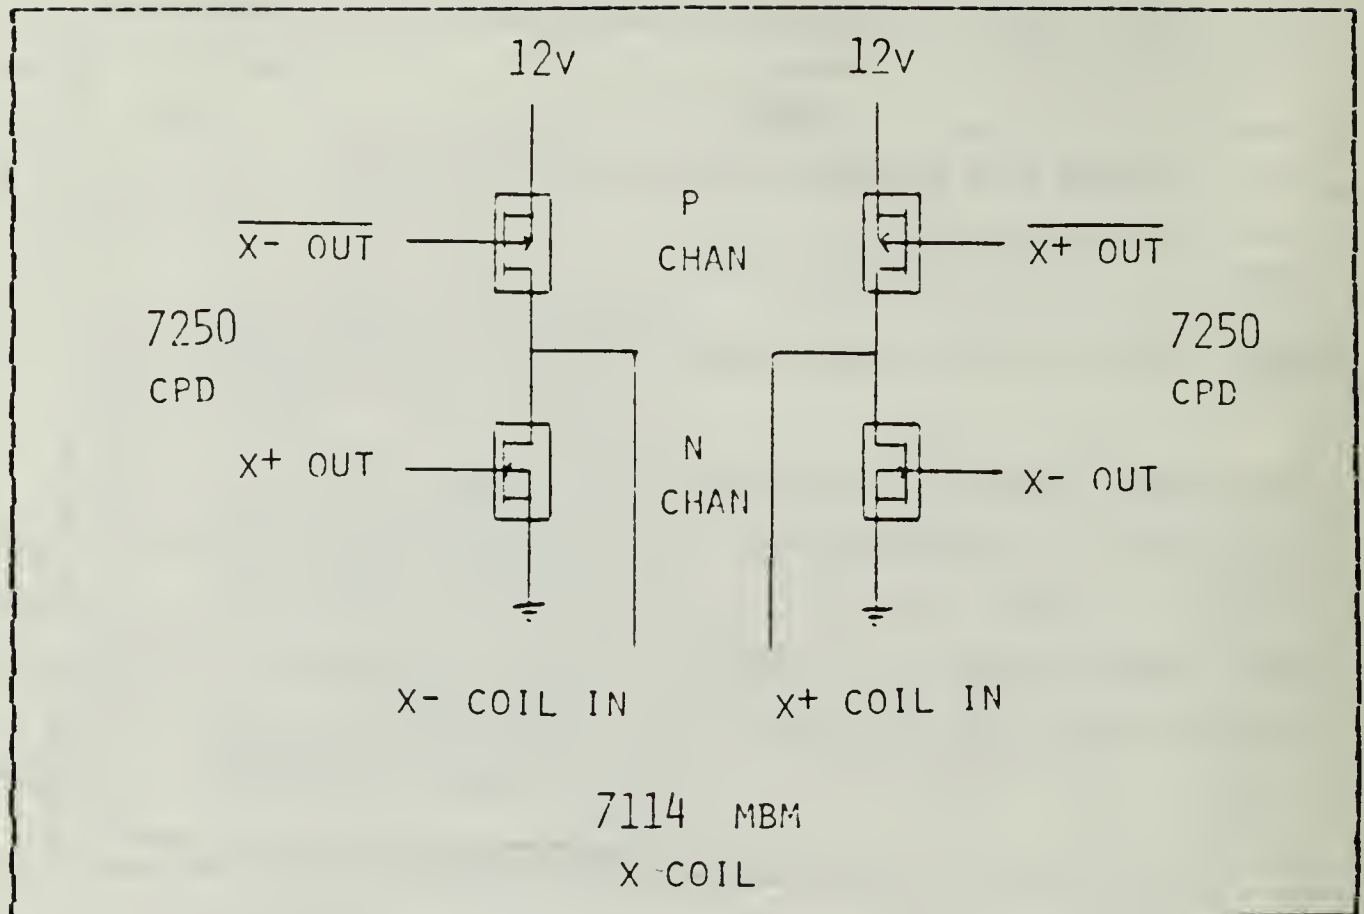 12V 12V
P
CHAN
X- OUT X+ OUT
7250
CPD
7250
CPD
X+ OUT
N
CHAN
X- OUT
X- COIL IN X+ COIL IN
7114 MBM
X COIL